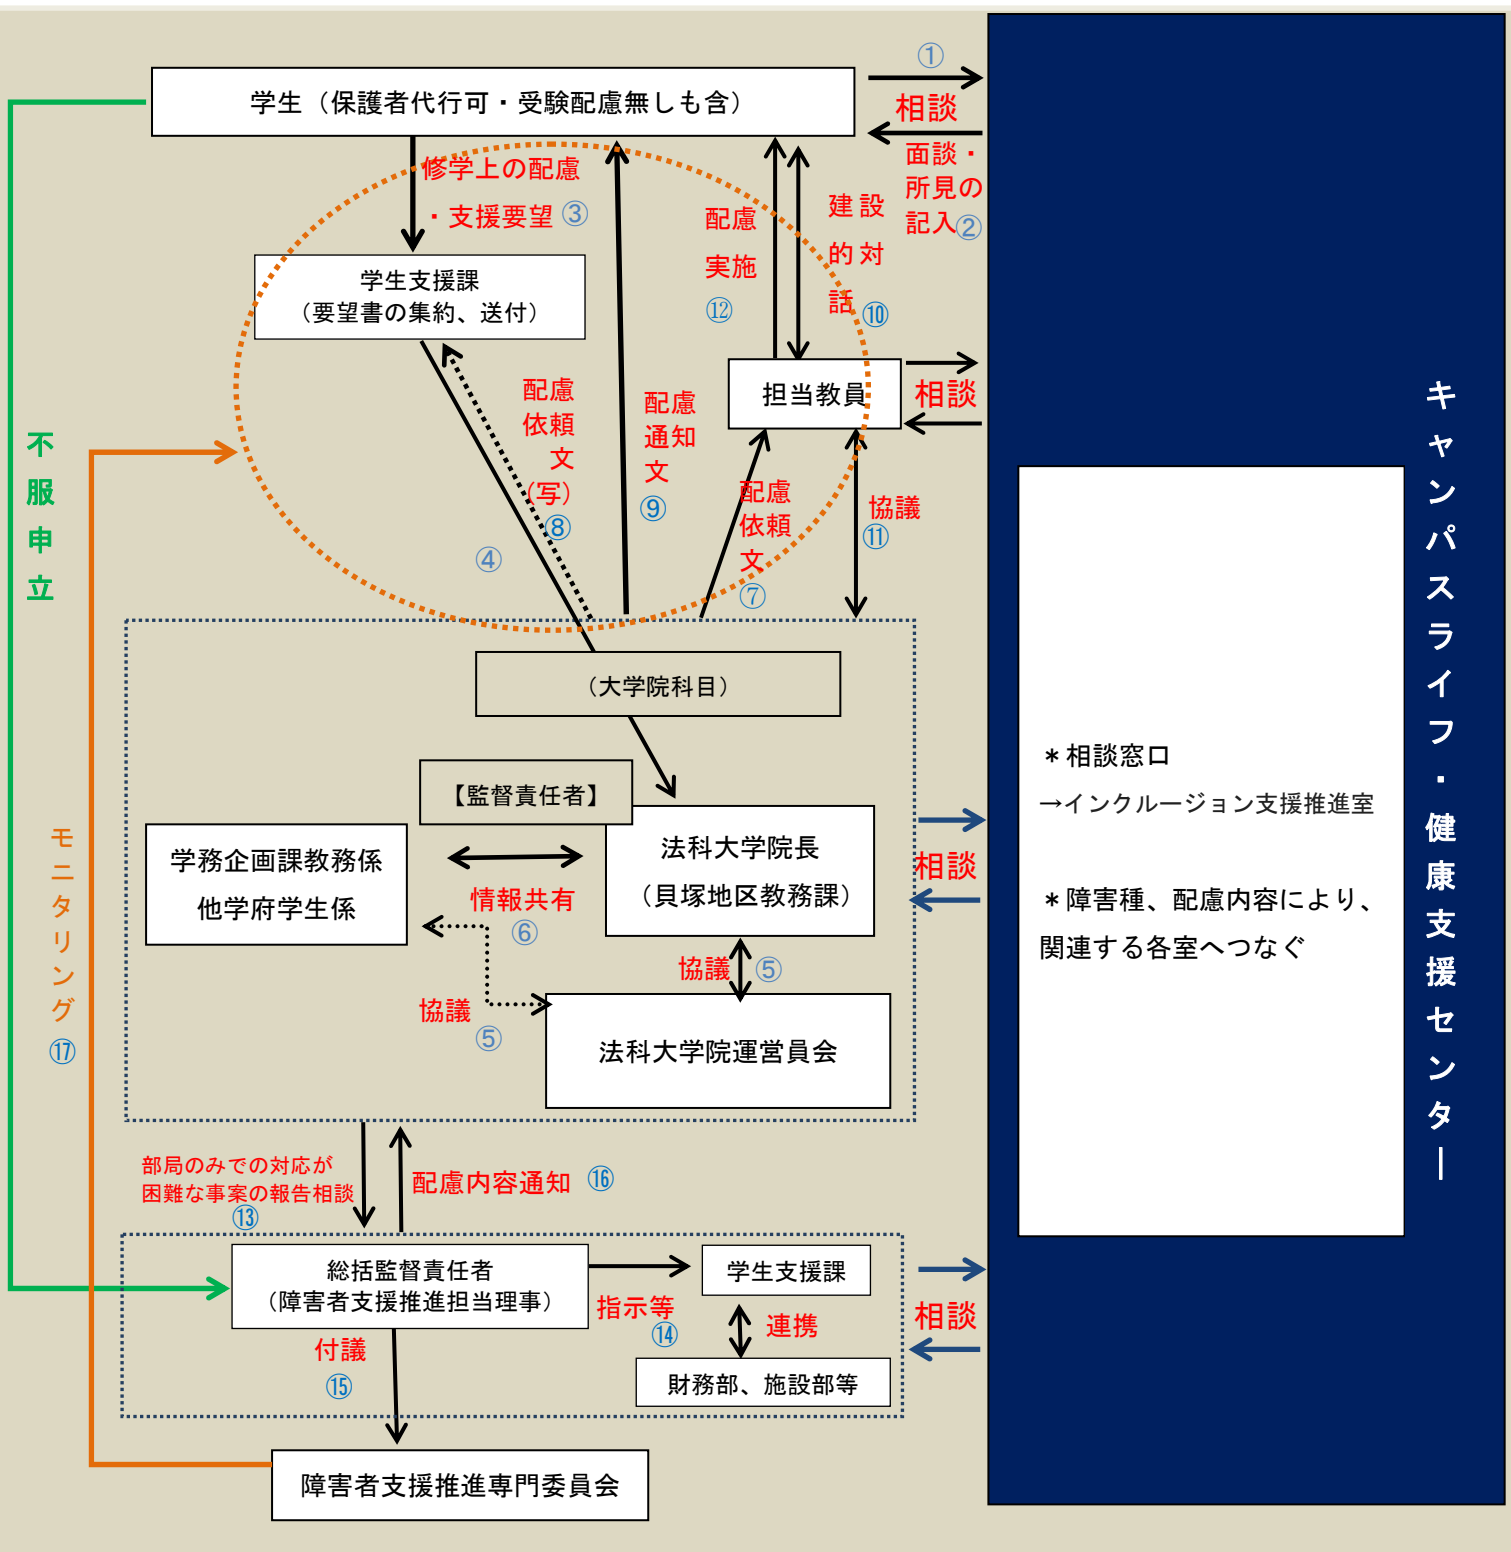 ①
学生（保護者代行可・受験配慮無しも含）
相談
面談・
所見の
記入②
修学上の配慮
・支援要望③
配慮
実施
⑫
建設
的対
話⑩
学生支援課
（要望書の集約、送付）
担当教員
相談
配慮
依頼
文
（写）
⑧
配慮
通知
文
⑨
配慮
依頼
文
⑦
協議
⑪
④
不服申立
キャンパスライフ・健康支援センター
（大学院科目）
【監督責任者】
法科大学院長
（貝塚地区教務課）
学務企画課教務係
他学府学生係
情報共有
⑥
協議⑤
協議
⑤
法科大学院運営員会
相談
＊相談窓口
→インクルージョン支援推進室
＊障害種、配慮内容により、
関連する各室へつなぐ
モニタリング⑰
部局のみでの対応が
困難な事案の報告相談
⑬
配慮内容通知 ⑯
総括監督責任者
（障害者支援推進担当理事）
指示等
⑭
学生支援課
連携
財務部、施設部等
相談
付議
⑮
障害者支援推進専門委員会